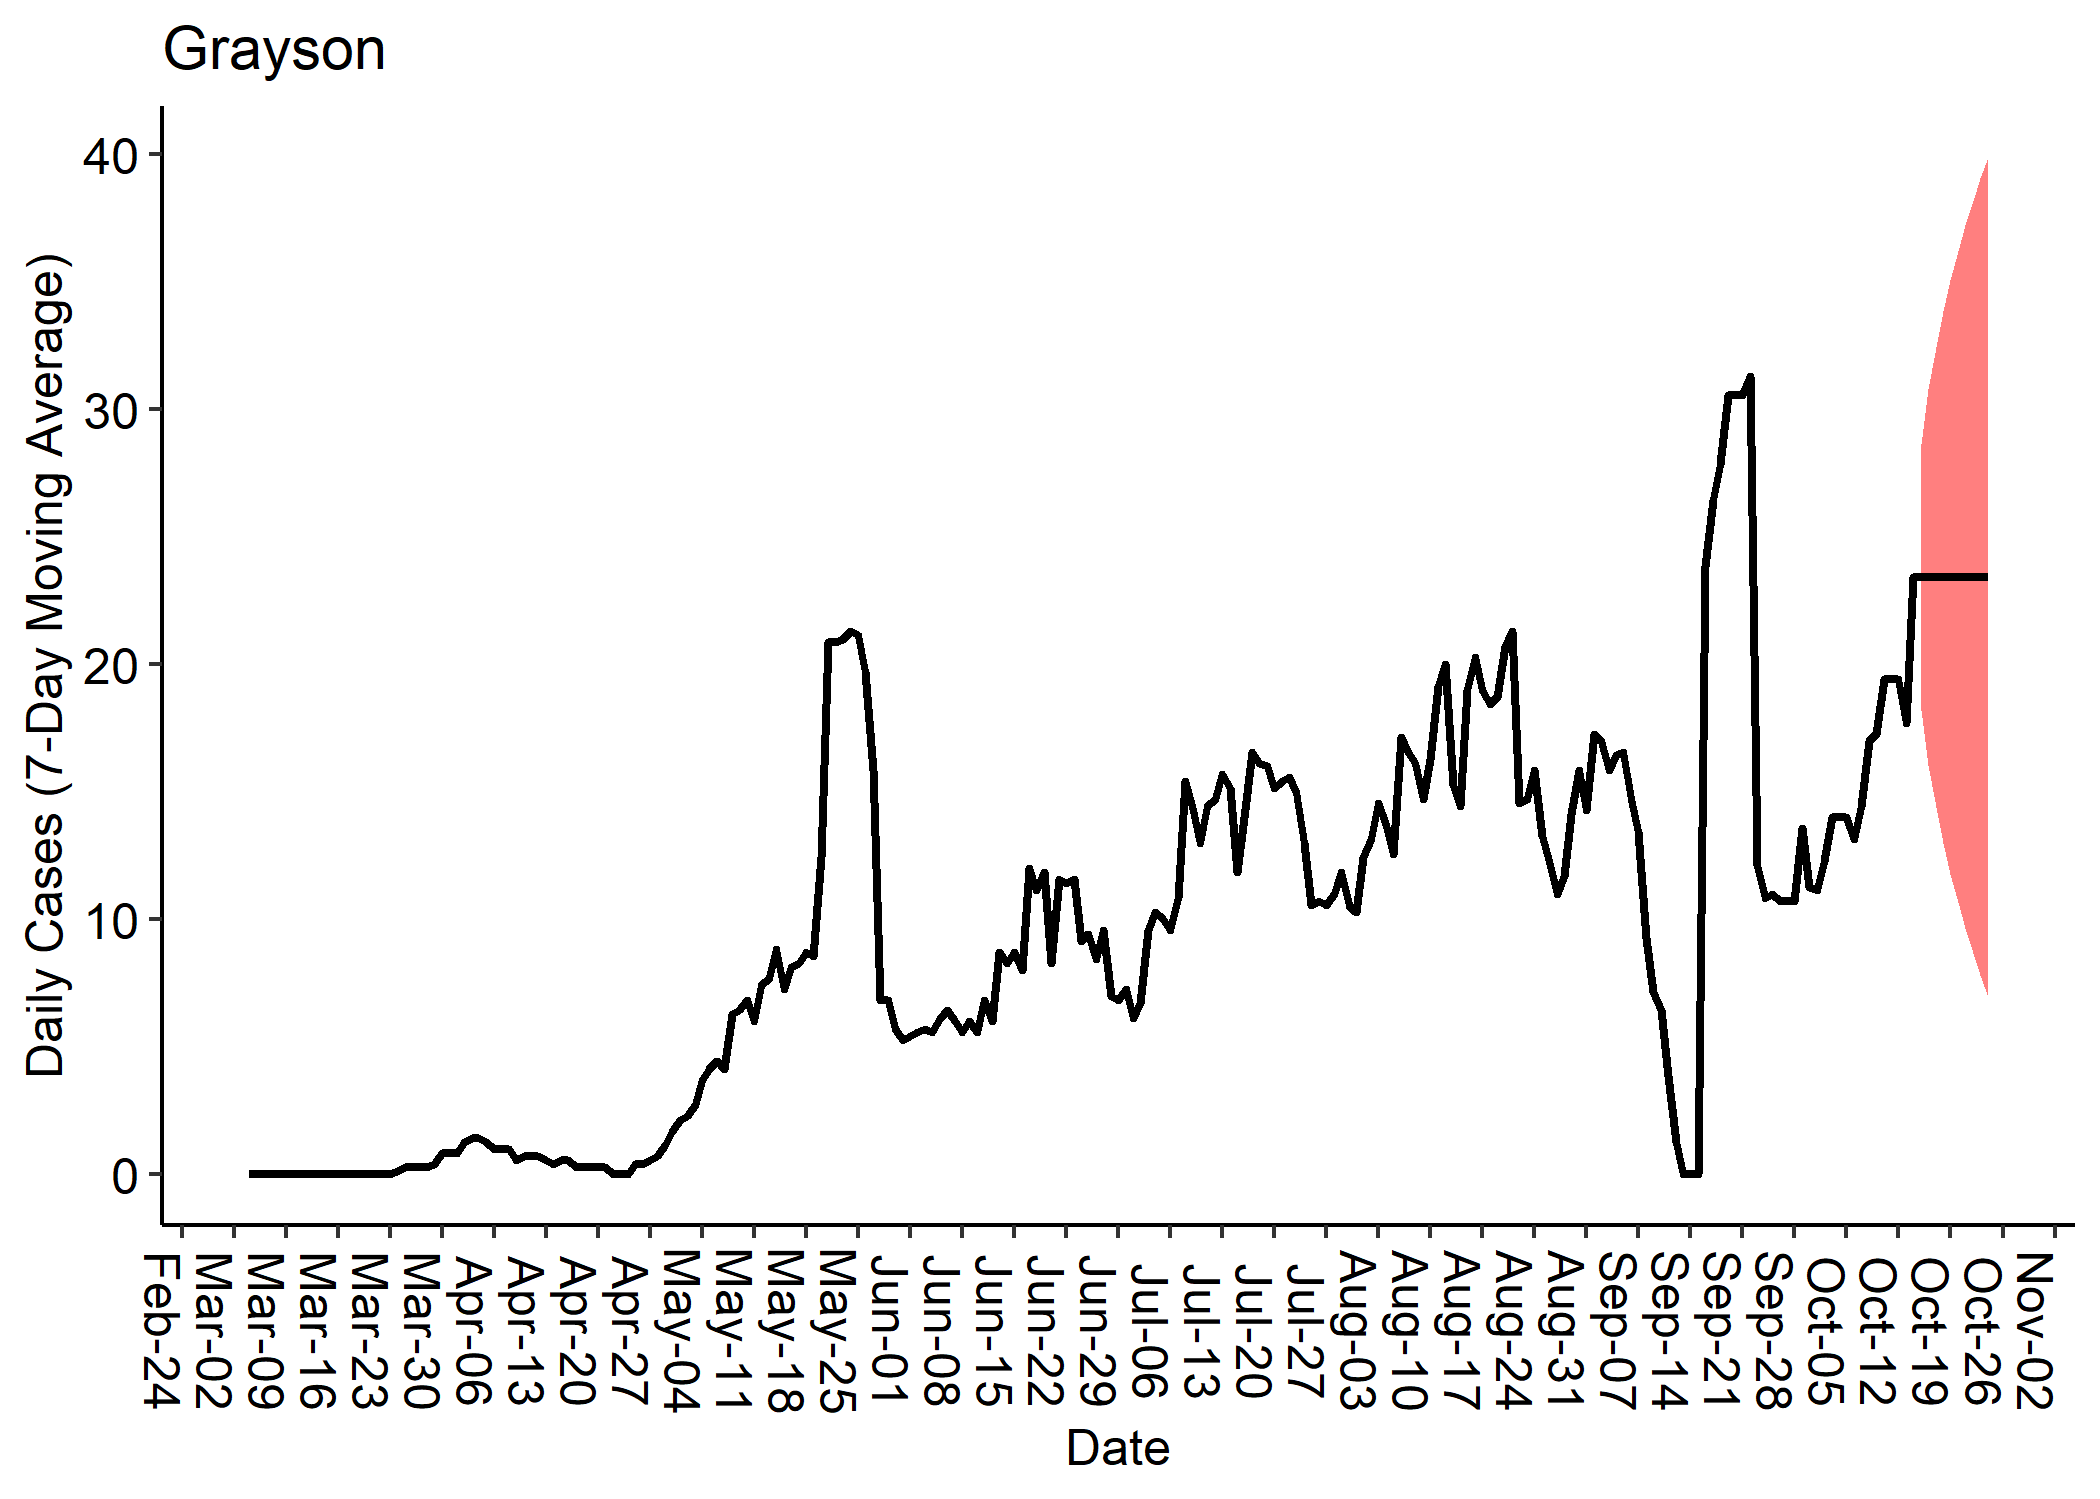 Grayson
Daily Cases (7-Day Moving Average)
40
30
20
10
0
Feb-24
Mar-02
Mar-09
Mar-16
Mar-23
Mar-30
Apr-06
Apr-13
Apr-20
Apr-27
May-04
May-11
May-18
May-25
Jun-01
Jun-08
Jun-15
Jun-22
Jun-29
Jul-06
Jul-13
Jul-20
Jul-27
Aug-03
Aug-10
Aug-17
Aug-24
Aug-31
Sep-07
Sep-14
Sep-21
Sep-28
Oct-05
Oct-12
Oct-19
Oct-26
Nov-02
Date